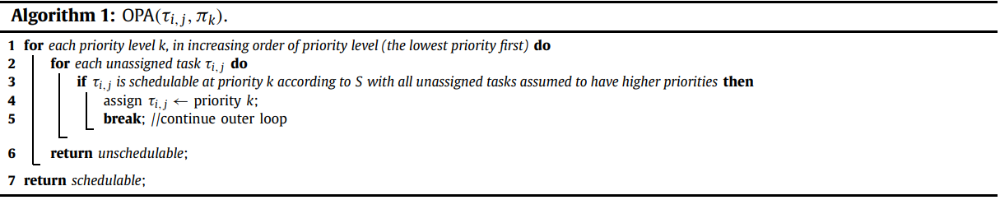 Algorithm 1: OPA(τ_{i,j}, π_k).
1 for each priority level k, in increasing order of priority level (the lowest priority first) do
2 for each unassigned task τ_{i,j} do
3 if τ_{i,j} is schedulable at priority k according to S with all unassigned tasks assumed to have higher priorities then
4 assign τ_{i,j} ← priority k;
5 break; //continue outer loop
6 return unschedulable;
7 return schedulable;